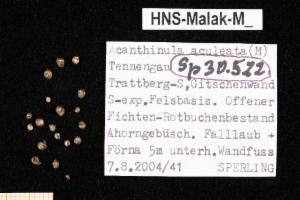 HNS-Malak-M_
Acanthinula aculeata (M)
Tennengau Sp 30.522
Trattberg-S,Gitschenwand
S-exp.Felsbasis. Offener
Fichten-Rotbuchenbestand
Ahorngebüsch. Falllaub +
Förna 5m unterh.Wandfuss
7.8.2004/41 SPERLING